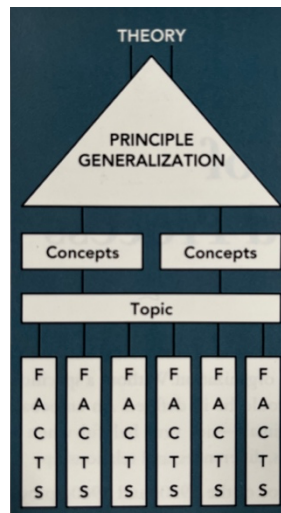 THEORY
PRINCIPLE
GENERALIZATION
Concepts Concepts
Topic
F F F F F F
A A A A A A
C C C C C C
T T T T T T
S S S S S S